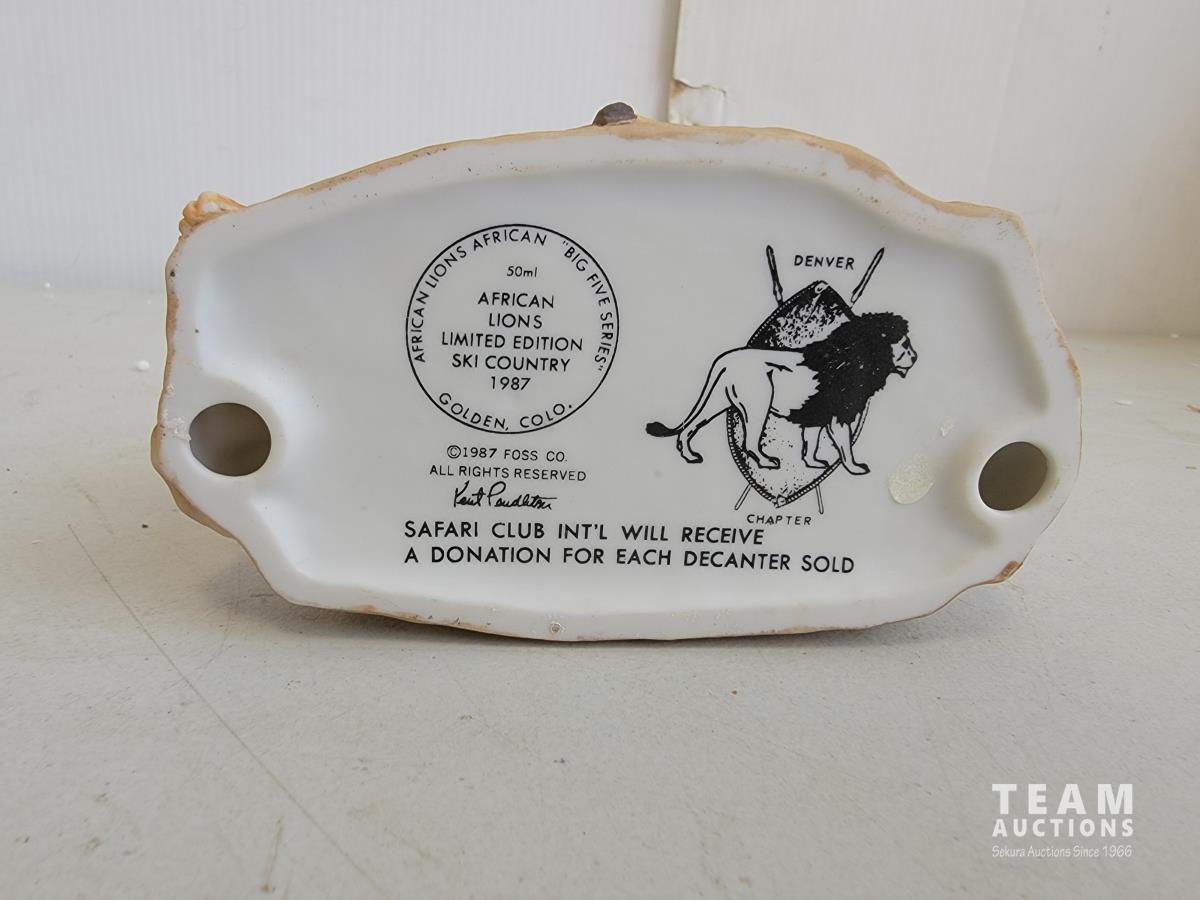 AFRICAN LIONS AFRICAN "BIG FIVE SERIES"
50ml
AFRICAN
LIONS
LIMITED EDITION
SKI COUNTRY
1987
GOLDEN, COLO.
©1987 FOSS CO.
ALL RIGHTS RESERVED
Kent Pendleton
DENVER
CHAPTER
SAFARI CLUB INT'L WILL RECEIVE
A DONATION FOR EACH DECANTER SOLD
TEAM
AUCTIONS
Sekura Auctions Since 1966